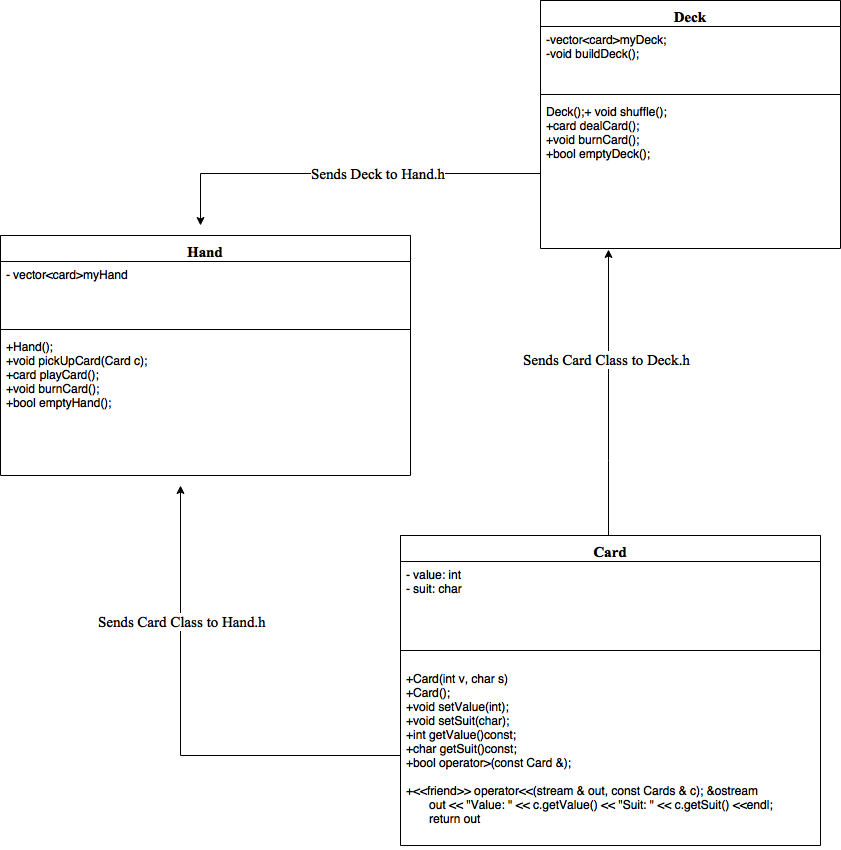 Deck
-vector<card>myDeck;
-void buildDeck();
Deck();+ void shuffle();
+card dealCard();
+void burnCard();
+bool emptyDeck();
Sends Deck to Hand.h
Hand
- vector<card>myHand
+Hand();
+void pickUpCard(Card c);
+card playCard();
+void burnCard();
+bool emptyHand();
Sends Card Class to Deck.h
Sends Card Class to Hand.h
Card
- value: int
- suit: char
+Card(int v, char s)
+Card();
+void setValue(int);
+void setSuit(char);
+int getValue()const;
+char getSuit()const;
+bool operator>(const Card &);
+<<friend>> operator<<(stream & out, const Cards & c); &ostream
out << "Value: " << c.getValue() << "Suit: " << c.getSuit() <<endl;
return out